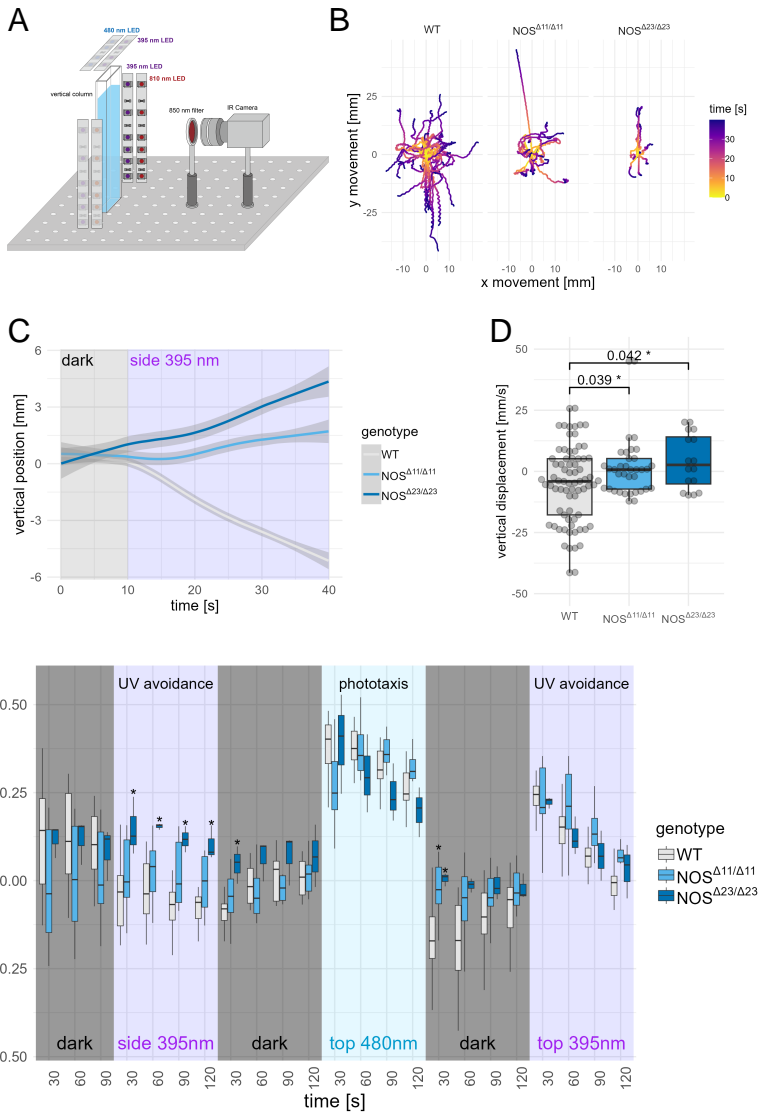 A
480 nm LED
395 nm LED
395 nm LED
810 nm LED
vertical column
850 nm filter
IR Camera
B
WT
NOSΔ11/Δ11
NOSΔ23/Δ23
y movement [mm]
25
0
-25
-10 0 10
-10 0 10
-10 0 10
x movement [mm]
time [s]
30
20
10
0
C
dark
side 395 nm
vertical position [mm]
6
3
0
-3
-6
0 10 20 30 40
time [s]
genotype
WT
NOSΔ11/Δ11
NOSΔ23/Δ23
D
0.042 *
0.039 *
vertical displacement [mm/s]
50
25
0
-25
-50
WT
NOSΔ11/Δ11
NOSΔ23/Δ23
UV avoidance
phototaxis
UV avoidance
0.50
0.25
0.00
0.25
0.50
* * * *
*
*
*
dark
side 395nm
dark
top 480nm
dark
top 395nm
30 60 90 30 60 90 120 30 60 90 120 30 60 90 120 30 60 90 120 30 60 90 120
time [s]
genotype
WT
NOSΔ11/Δ11
NOSΔ23/Δ23